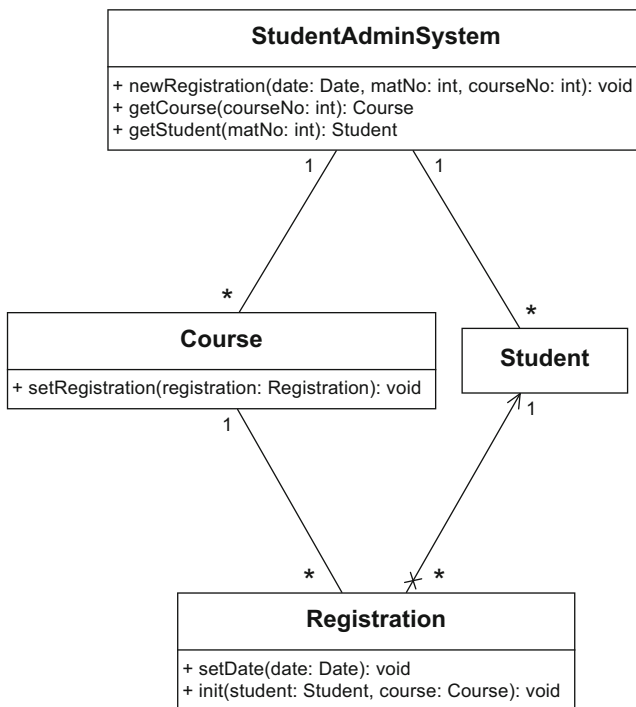 StudentAdminSystem
+ newRegistration(date: Date, matNo: int, courseNo: int): void
+ getCourse(courseNo: int): Course
+ getStudent(matNo: int): Student
1 1
* *
Course
+ setRegistration(registration: Registration): void
Student
1 1
* *
Registration
+ setDate(date: Date): void
+ init(student: Student, course: Course): void